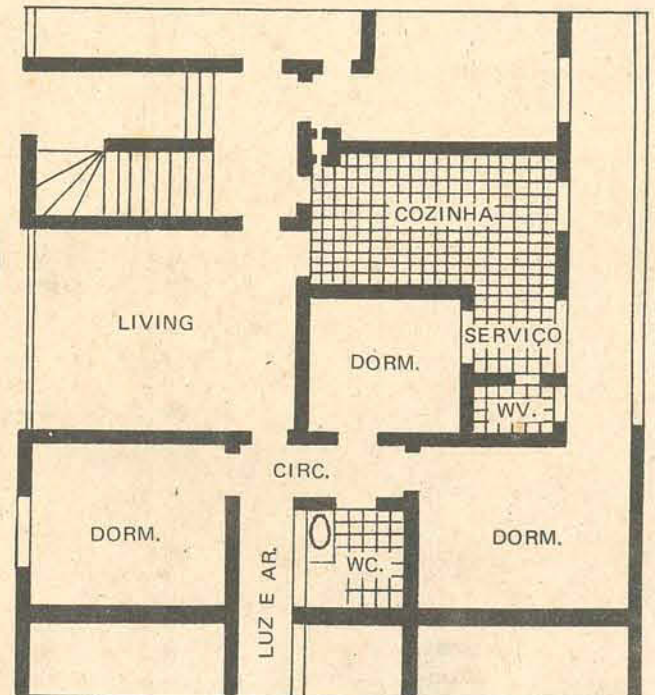 COZINHA
LIVING
SERVIÇO
DORM.
WV.
CIRC.
DORM.
LUZ E AR.
WC.
DORM.